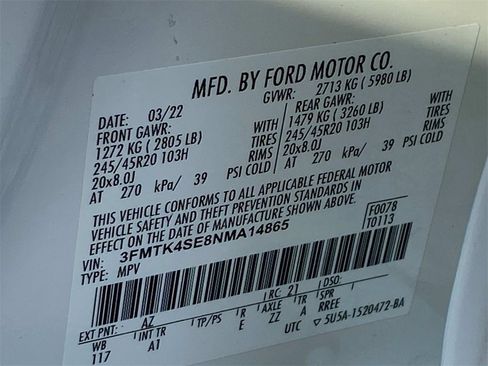 MFD. BY FORD MOTOR CO.
DATE: 03/22 GVWR: 2713 KG (5980 LB)
FRONT GAWR: REAR GAWR:
1272 KG (2805 LB) WITH 1479 KG (3260 LB) WITH
245/45R20 103H TIRES 245/45R20 103H TIRES
20x8.0J RIMS 20x8.0J RIMS
AT 270 kPa/ 39 PSI COLD AT 270 kPa/ 39 PSI COLD
THIS VEHICLE CONFORMS TO ALL APPLICABLE FEDERAL MOTOR
VEHICLE SAFETY AND THEFT PREVENTION STANDARDS IN
EFFECT ON THE DATE OF MANUFACTURE SHOWN ABOVE.
VIN: 3FMTK4SE8NMA14865 F0078
TYPE: MPV T0113
EXT PNT: AZ RC: 21 DSO:
WB INT TR TP/PS R AXLE TR RREE
117 A1 E ZZ A
UTC 5U5A-1520472-BA